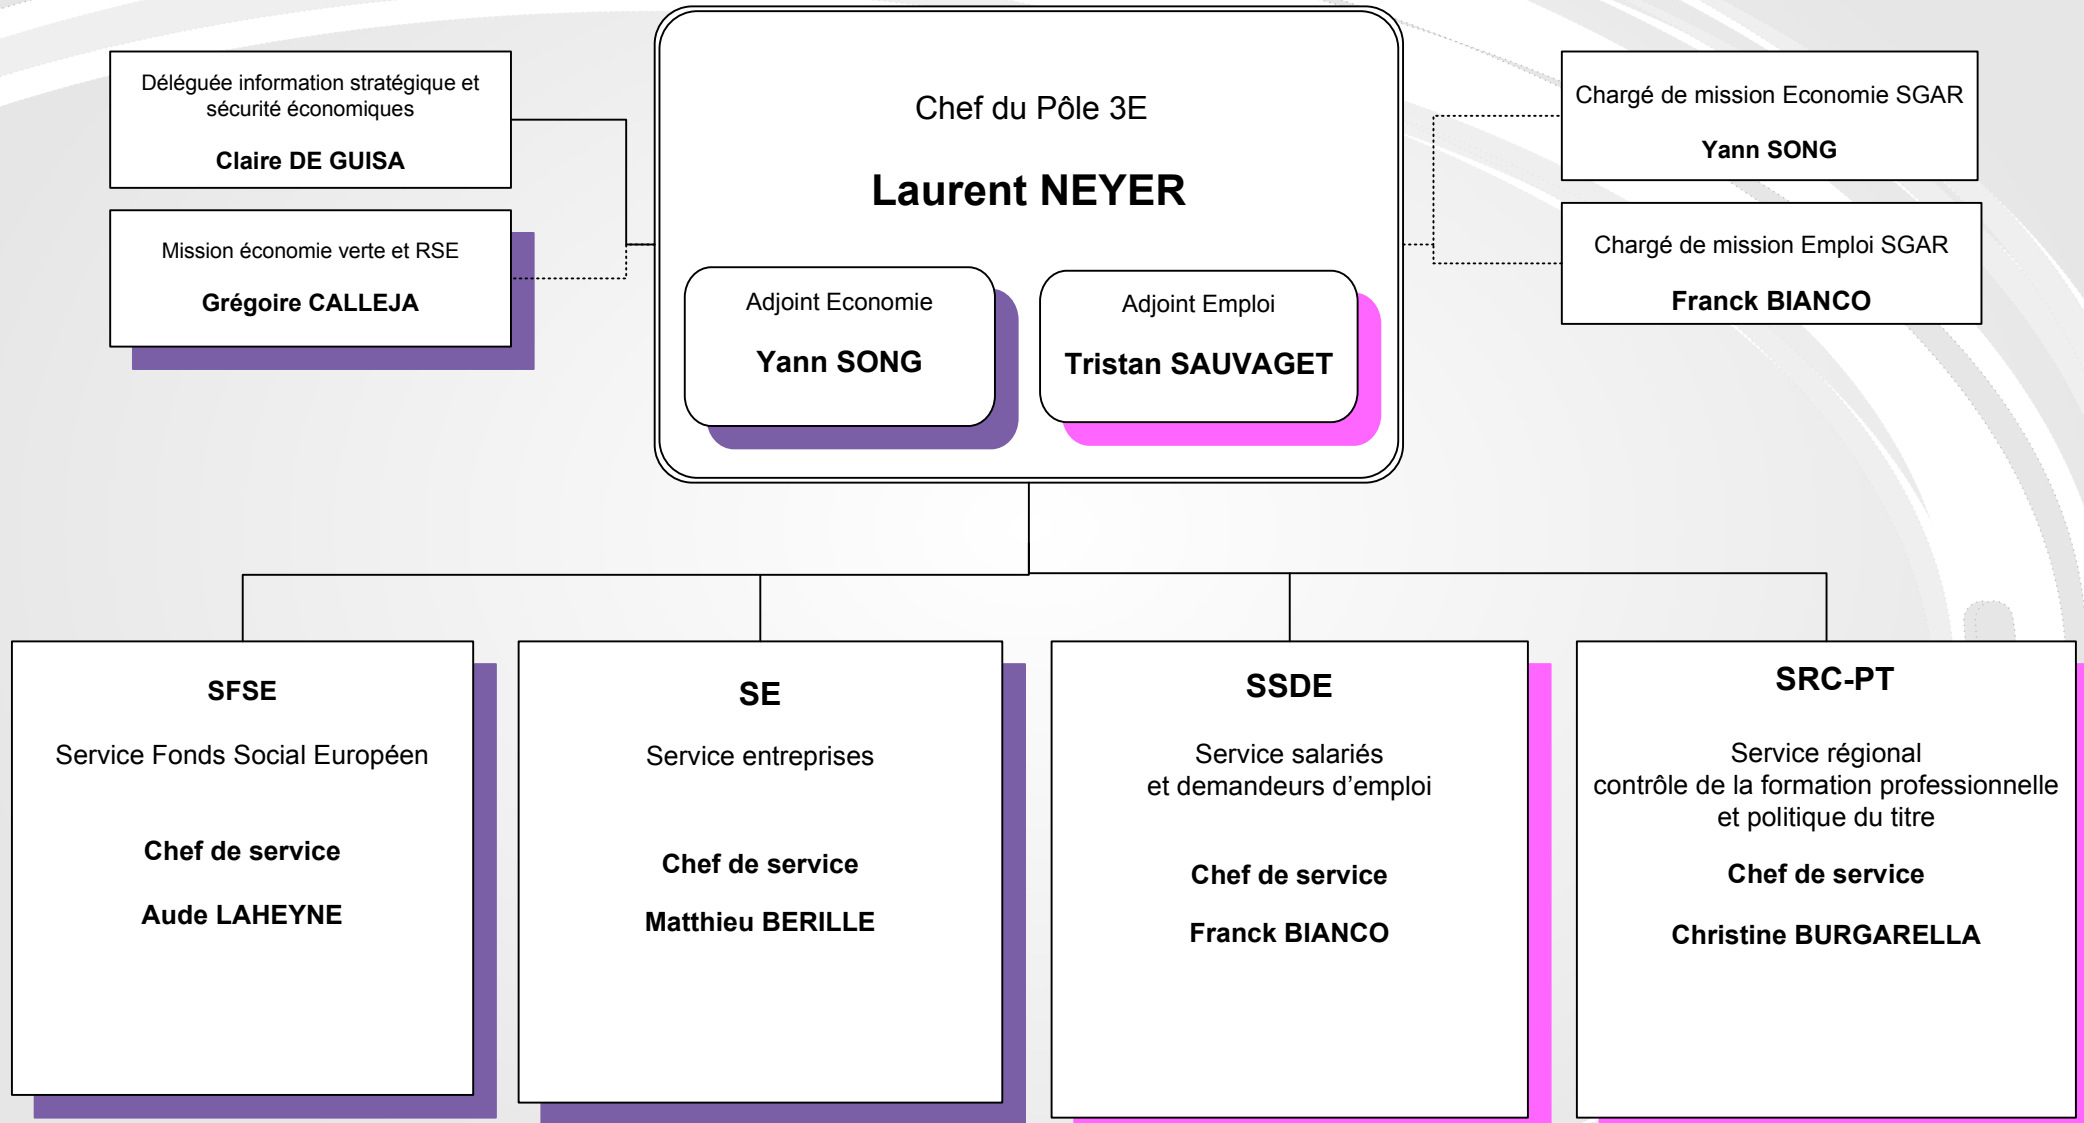 Déléguée information stratégique et
sécurité économiques
Claire DE GUISA
Mission économie verte et RSE
Grégoire CALLEJA
Chef du Pôle 3E
Laurent NEYER
Adjoint Economie
Yann SONG
Adjoint Emploi
Tristan SAUVAGET
Chargé de mission Economie SGAR
Yann SONG
Chargé de mission Emploi SGAR
Franck BIANCO
SFSE
Service Fonds Social Européen
Chef de service
Aude LAHEYNE
SE
Service entreprises
Chef de service
Matthieu BERILLE
SSDE
Service salariés
et demandeurs d’emploi
Chef de service
Franck BIANCO
SRC-PT
Service régional
contrôle de la formation professionnelle
et politique du titre
Chef de service
Christine BURGARELLA